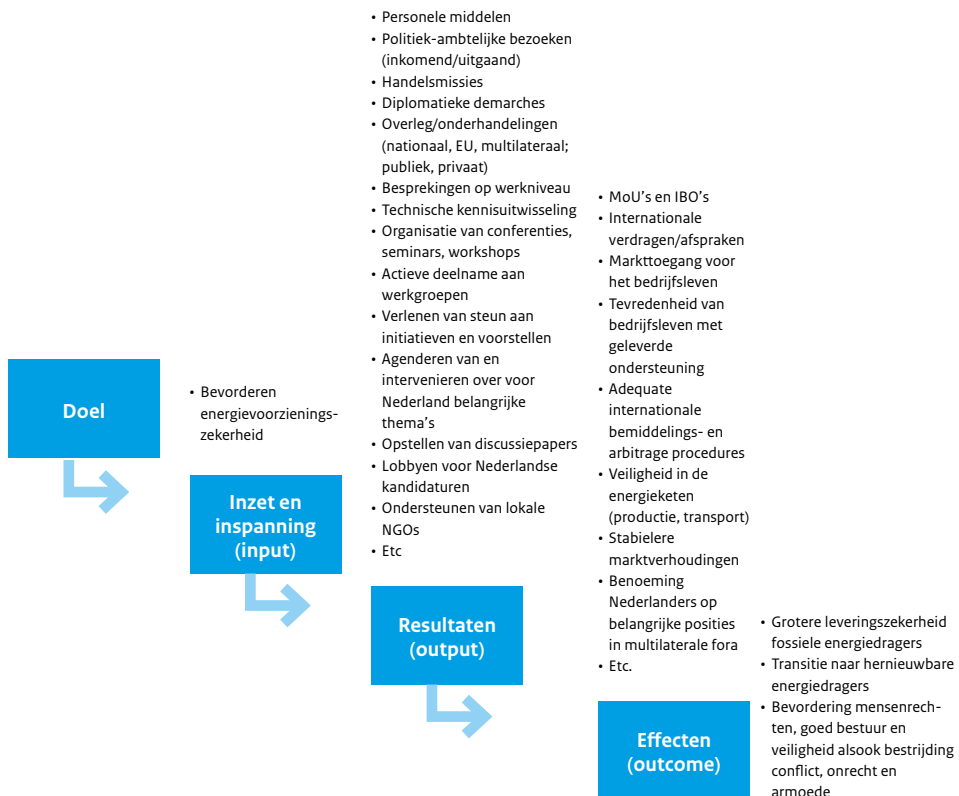 • Personele middelen
• Politiek-ambtelijke bezoeken
(inkomend/uitgaand)
• Handelsmissies
• Diplomatieke demarches
• Overleg/onderhandelingen
(nationaal, EU, multilateraal;
publiek, privaat)
• Besprekingen op werkniveau
• Technische kennisuitwisseling
• Organisatie van conferenties,
seminars, workshops
• Actieve deelname aan
werkgroepen
• Verlenen van steun aan
initiatieven en voorstellen
• Agenderen van en
intervenieren over voor
Nederland belangrijke
thema's
• Opstellen van discussiepapers
• Lobbyen voor Nederlandse
kandidaturen
• Ondersteunen van lokale
NGOs
• Etc
• MoU's en IBO's
• Internationale
verdragen/afspraken
• Markttoegang voor
het bedrijfsleven
• Tevredenheid van
bedrijfsleven met
geleverde
ondersteuning
• Adequate
internationale
bemiddelings- en
arbitrage procedures
• Veiligheid in de
energieketen
(productie, transport)
• Stabielere
marktverhoudingen
• Benoeming
Nederlanders op
belangrijke posities
in multilaterale fora
• Etc.
Doel
• Bevorderen
energievoorzienings-
zekerheid
Inzet en
inspanning
(input)
Resultaten
(output)
• Grotere leveringszekerheid
fossiele energiedragers
• Transitie naar hernieuwbare
energiedragers
• Bevordering mensenrech-
ten, goed bestuur en
veiligheid alsook bestrijding
conflict, onrecht en
armoede
Effecten
(outcome)